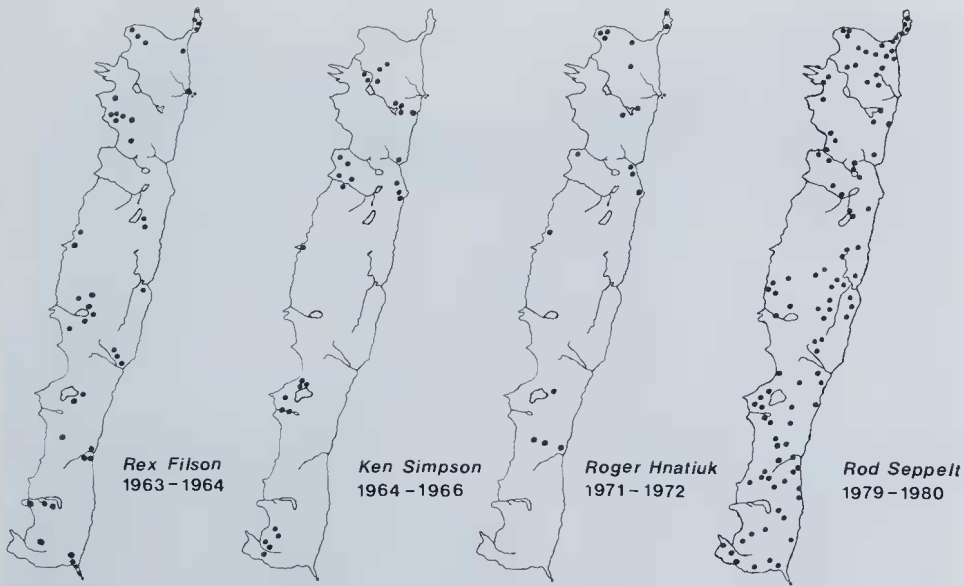 Rex Filson
1963-1964
Ken Simpson
1964-1966
Roger Hnatiuk
1971-1972
Rod Seppelt
1979-1980